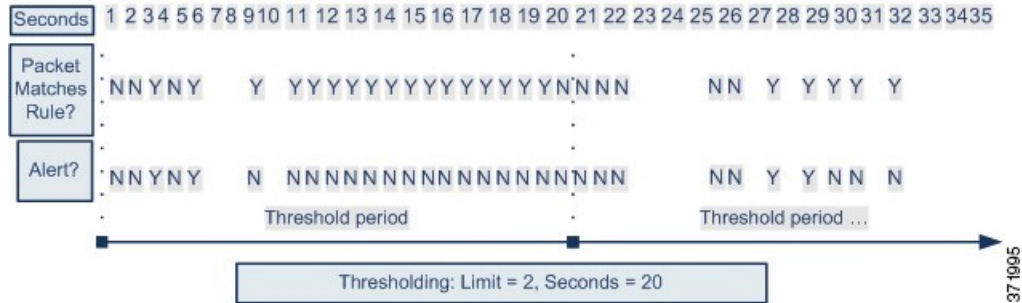 Seconds 1 2 3 4 5 6 7 8 9 10 11 12 13 14 15 16 17 18 19 20 21 22 23 24 25 26 27 28 29 30 31 32 33 34 35
Packet
Matches
Rule?
N N Y N Y Y Y Y Y Y Y Y Y Y Y Y Y Y Y Y N N N N N N Y Y Y Y Y
Alert?
N N Y N Y N N N N N N N N N N N N N N N N N N N N N Y Y N N N
Threshold period
Threshold period ...
Thresholding: Limit = 2, Seconds = 20
371995